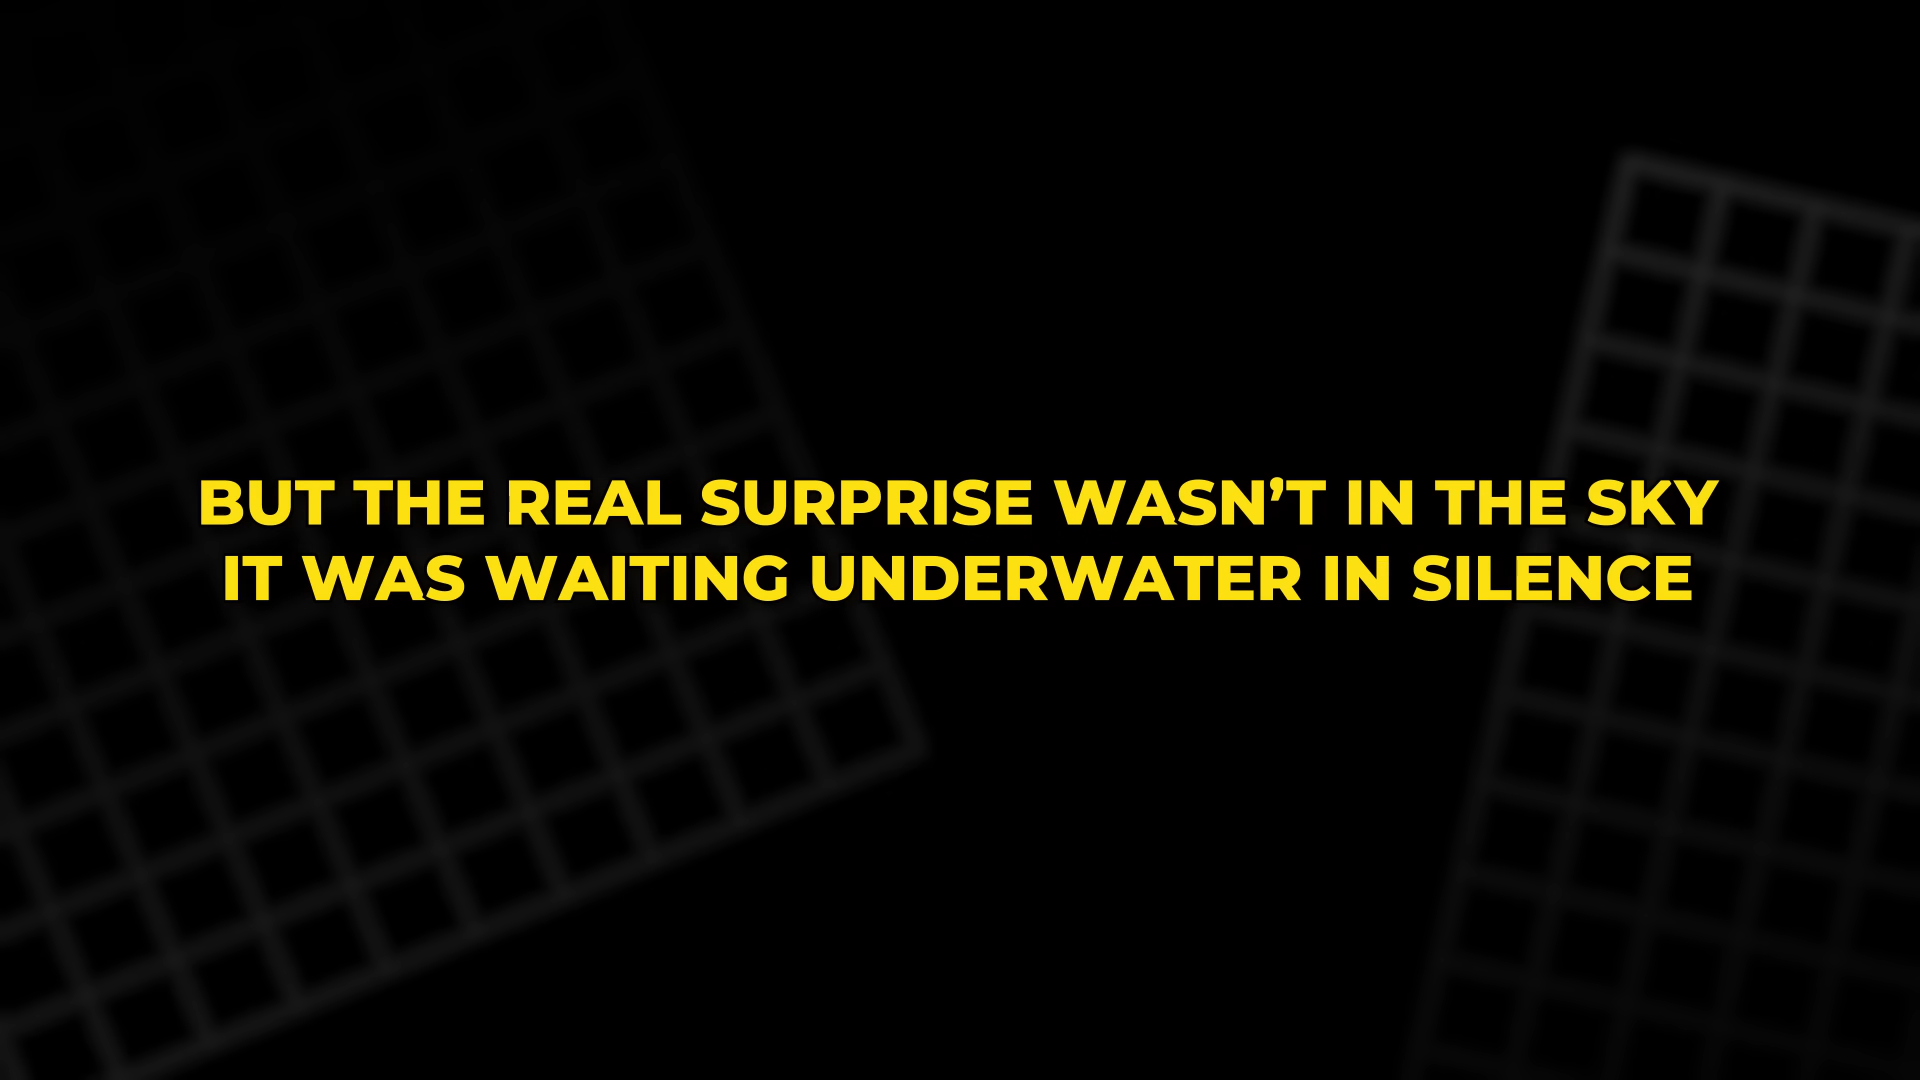 BUT THE REAL SURPRISE WASN’T IN THE SKY
IT WAS WAITING UNDERWATER IN SILENCE